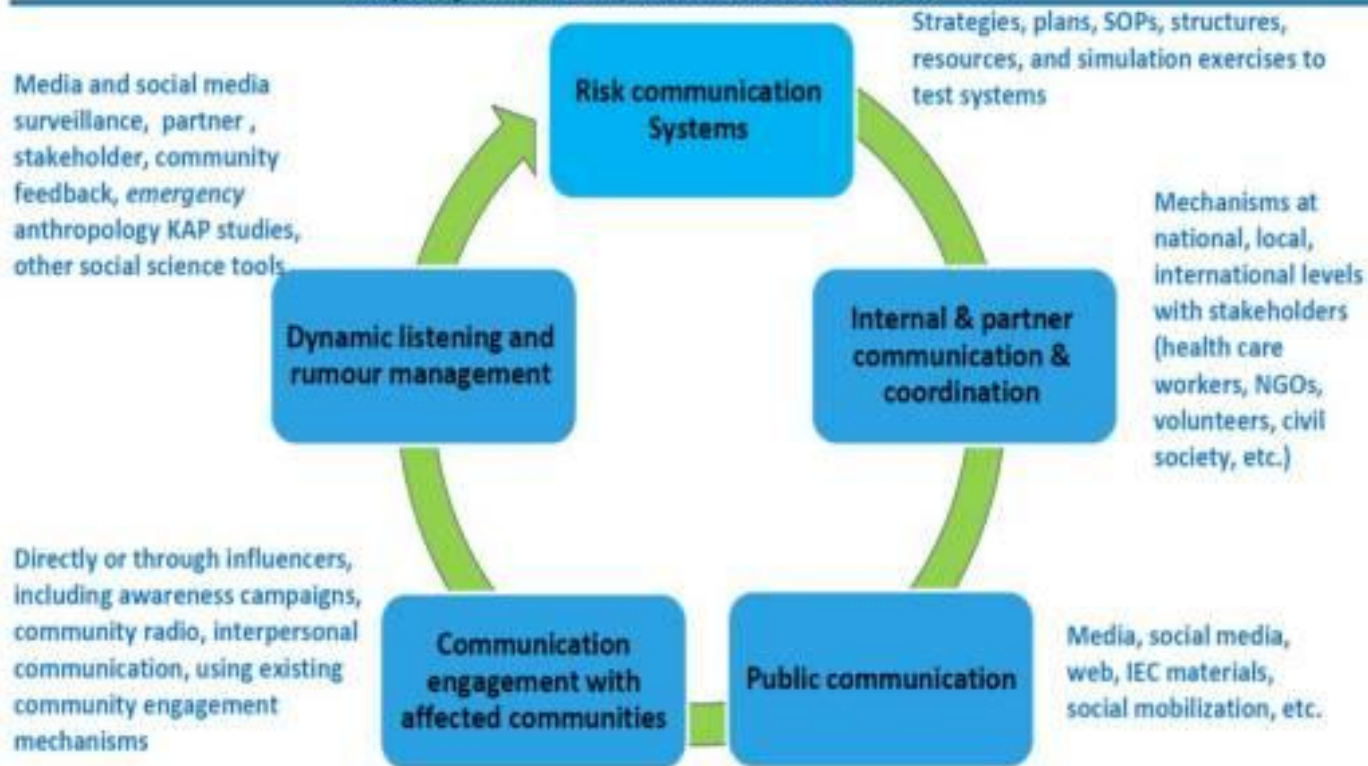 Strategies, plans, SOPs, structures,
resources, and simulation exercises to
test systems
Risk communication
Systems
Media and social media
surveillance, partner ,
stakeholder, community
feedback, emergency
anthropology KAP studies,
other social science tools
Mechanisms at
national, local,
international levels
with stakeholders
(health care
workers, NGOs,
volunteers, civil
society, etc.)
Dynamic listening and
rumour management
Internal & partner
communication &
coordination
Directly or through influencers,
including awareness campaigns,
community radio, interpersonal
communication, using existing
community engagement
mechanisms
Communication
engagement with
affected communities
Public communication
Media, social media,
web, IEC materials,
social mobilization, etc.